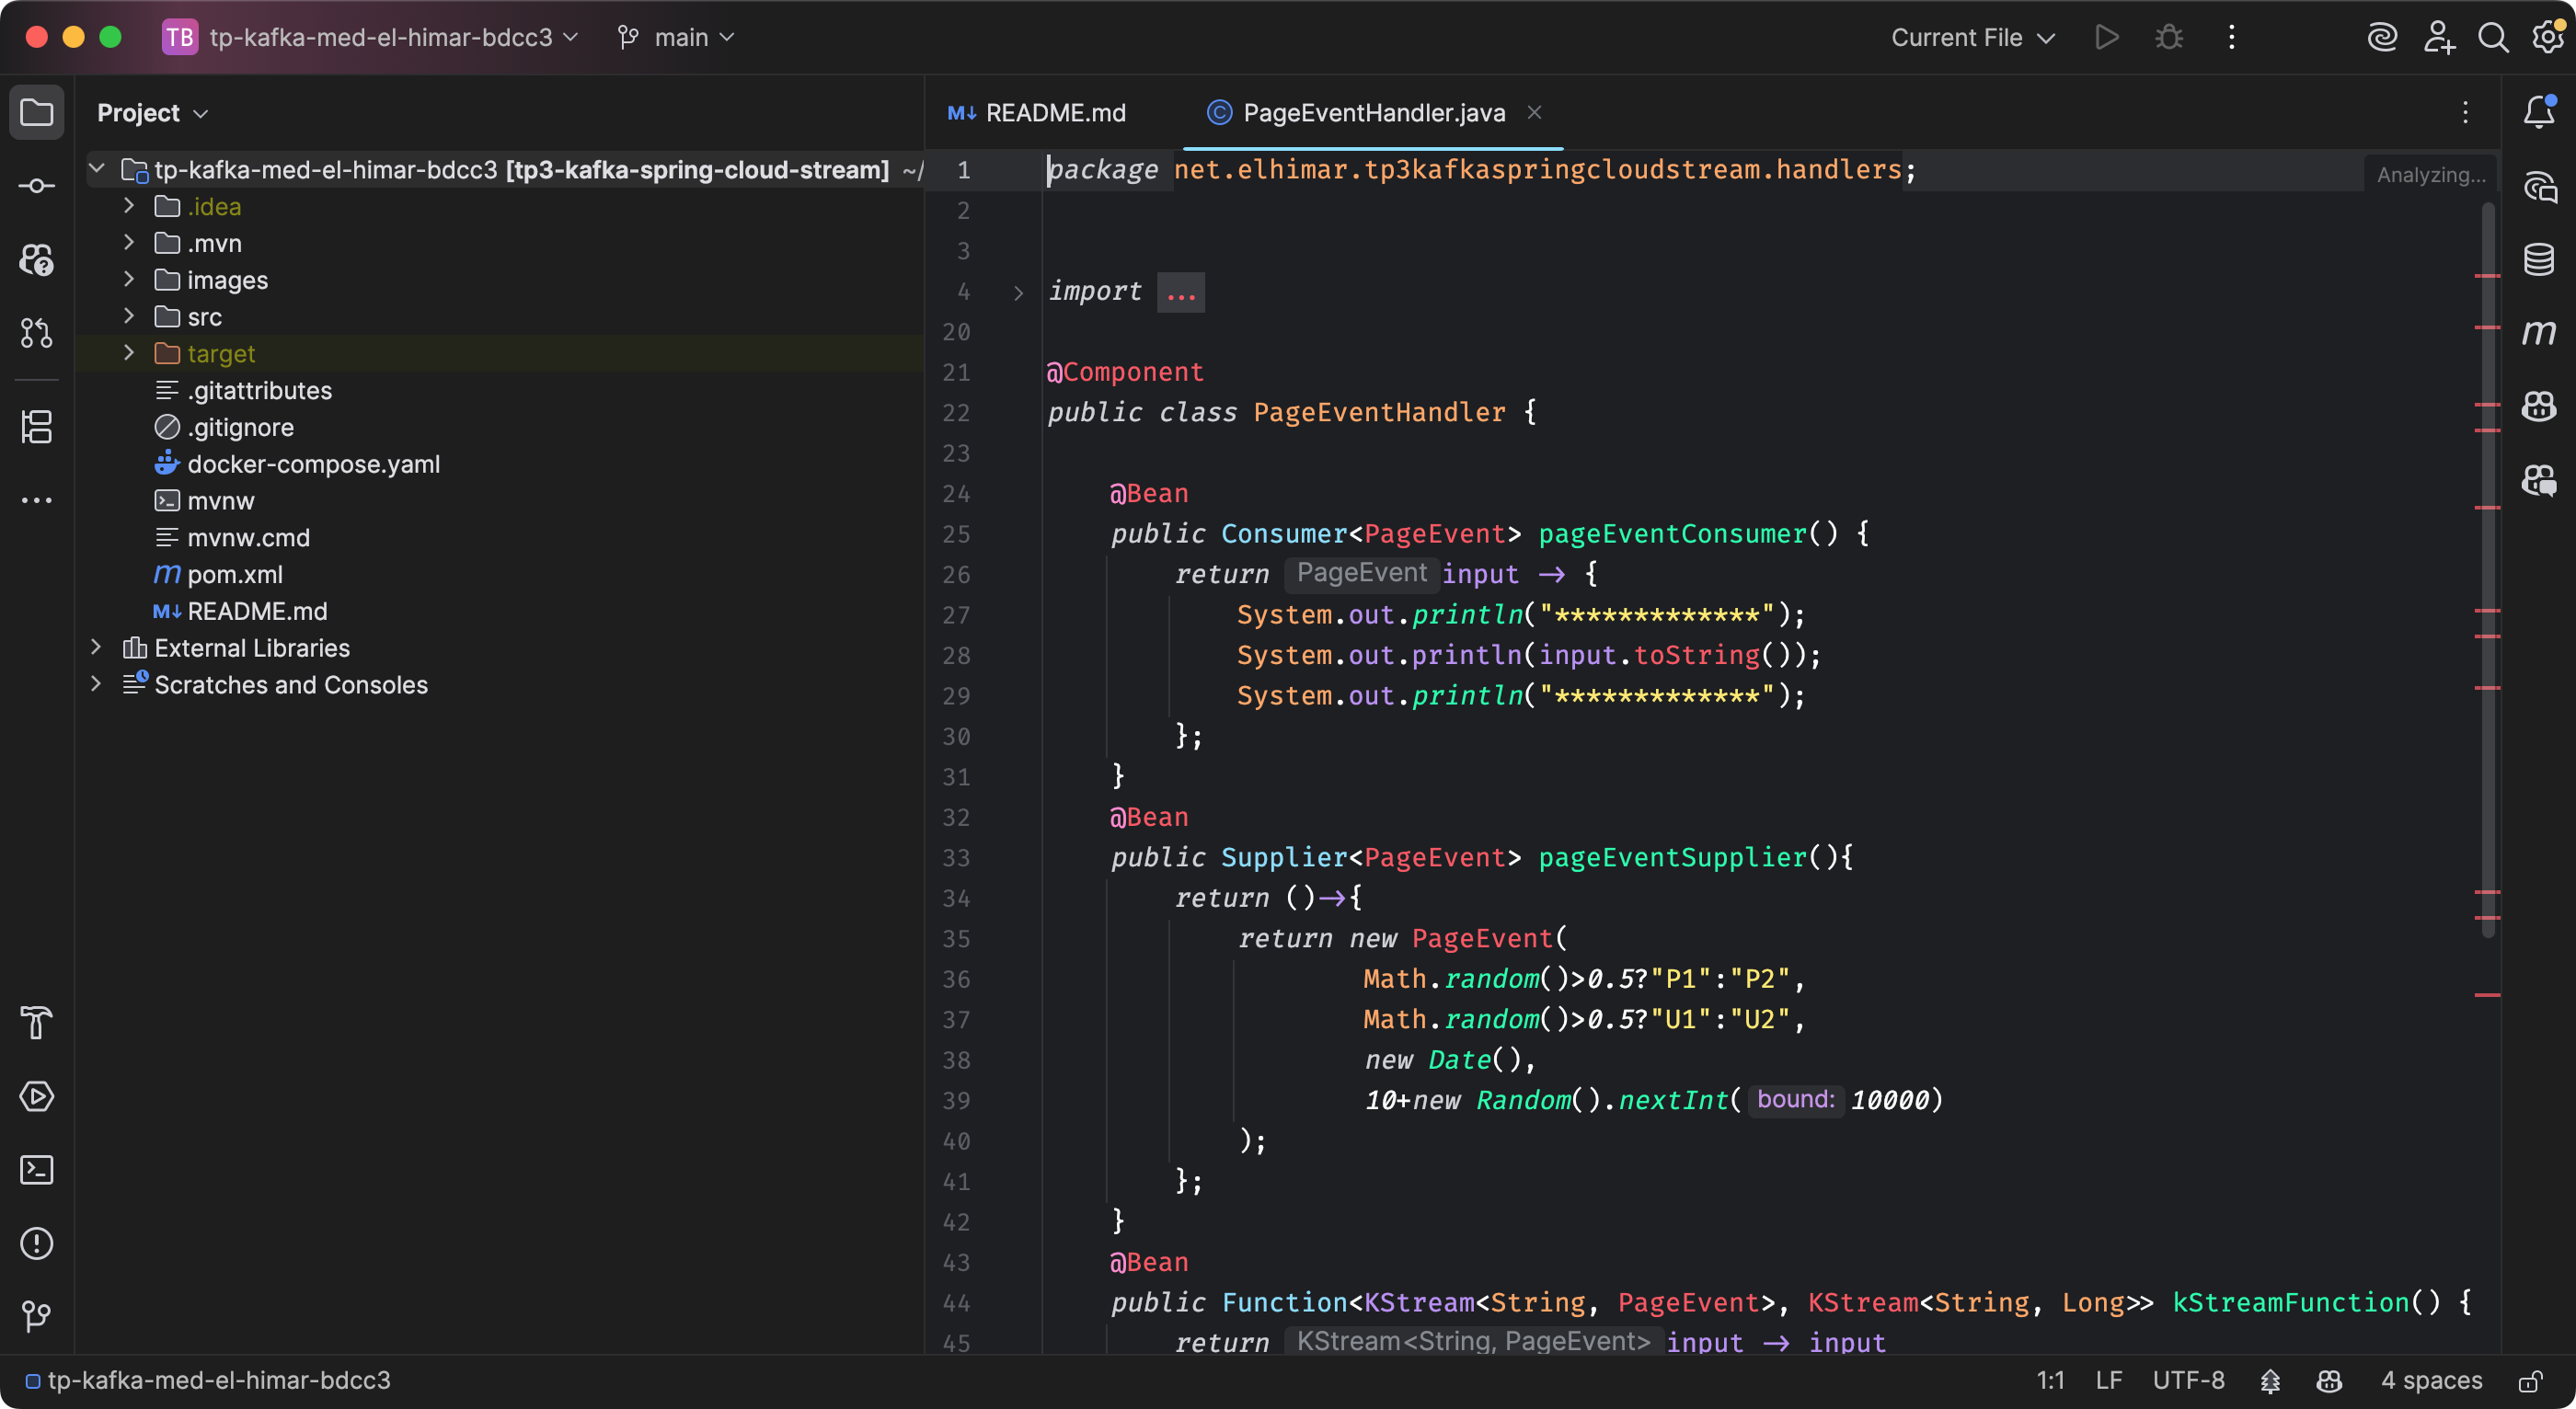 TB tp-kafka-med-el-himar-bdcc3 main Current File
Project
tp-kafka-med-el-himar-bdcc3 [tp3-kafka-spring-cloud-stream] ~/
.idea
.mvn
images
src
target
.gitattributes
.gitignore
docker-compose.yaml
mvnw
mvnw.cmd
m pom.xml
M↓ README.md
External Libraries
Scratches and Consoles
M↓ README.md
C PageEventHandler.java
Analyzing...
1 package net.elhimar.tp3kafkaspringcloudstream.handlers;
2
3
4 import ...
20
21 @Component
22 public class PageEventHandler {
23
24 @Bean
25 public Consumer<PageEvent> pageEventConsumer() {
26 return PageEvent input -> {
27 System.out.println("*************");
28 System.out.println(input.toString());
29 System.out.println("*************");
30 };
31 }
32 @Bean
33 public Supplier<PageEvent> pageEventSupplier(){
34 return ()->{
35 return new PageEvent(
36 Math.random()>0.5?"P1":"P2",
37 Math.random()>0.5?"U1":"U2",
38 new Date(),
39 10+new Random().nextInt( bound: 10000)
40 );
41 };
42 }
43 @Bean
44 public Function<KStream<String, PageEvent>, KStream<String, Long>> kStreamFunction() {
45 return KStream<String, PageEvent> input -> input
m
tp-kafka-med-el-himar-bdcc3
1:1 LF UTF-8 4 spaces